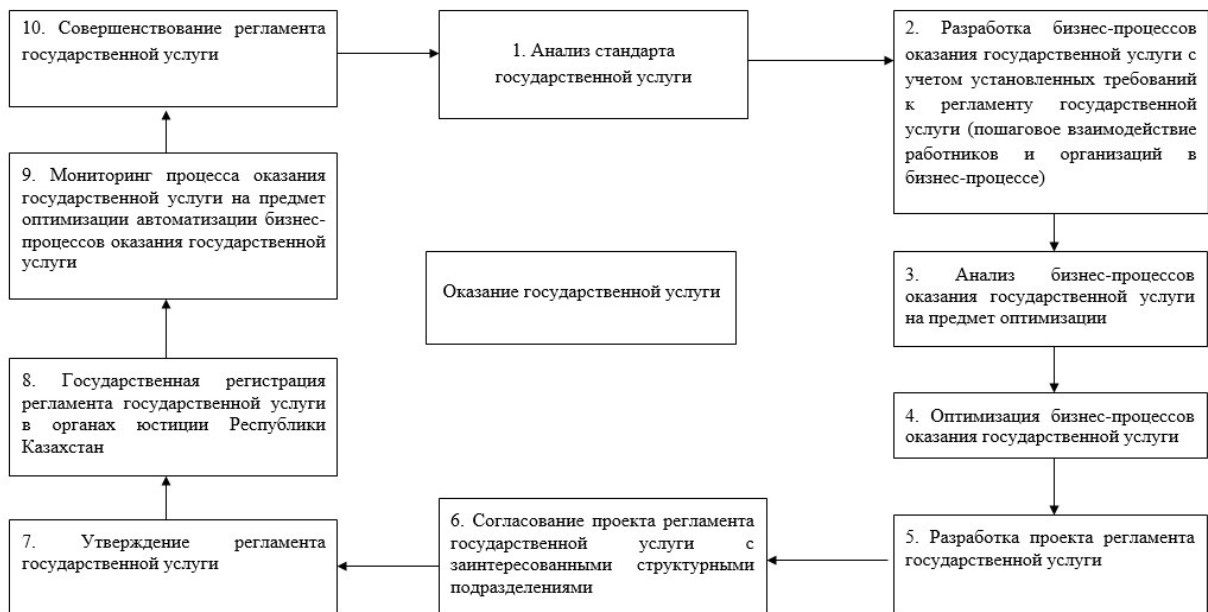 10. Совершенствование регламента
государственной услуги
1. Анализ стандарта
государственной услуги
2. Разработка бизнес-процессов
оказания государственной услуги с
учетом установленных требований
к регламенту государственной
услуги (пошаговое взаимодействие
работников и организаций в
бизнес-процессе)
9. Мониторинг процесса оказания
государственной услуги на предмет
оптимизации автоматизации бизнес-
процессов оказания государственной
услуги
Оказание государственной услуги
3. Анализ бизнес-процессов
оказания государственной услуги
на предмет оптимизации
8. Государственная регистрация
регламента государственной услуги
в органах юстиции Республики
Казахстан
4. Оптимизация бизнес-процессов
оказания государственной услуги
7. Утверждение регламента
государственной услуги
6. Согласование проекта регламента
государственной услуги с
заинтересованными структурными
подразделениями
5. Разработка проекта регламента
государственной услуги